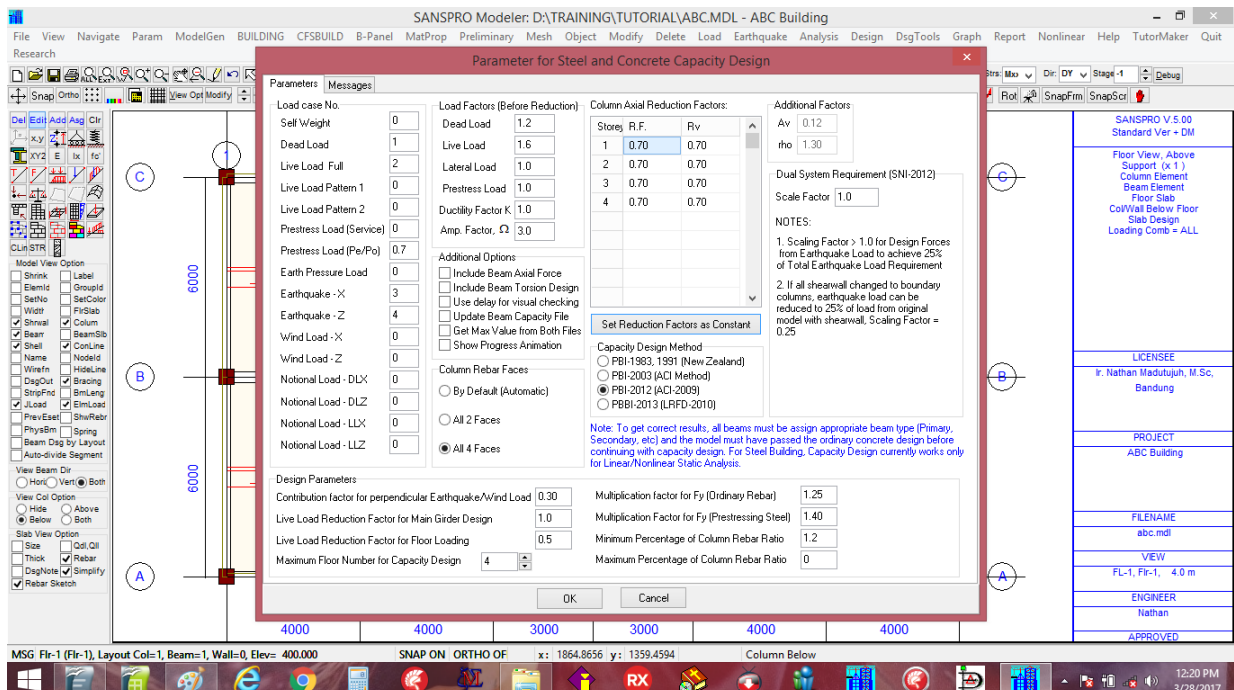 SANSPRO Modeler: D:\TRAINING\TUTORIAL\ABC.MDL - ABC Building
File View Navigate Param ModelGen BUILDING CFSBUILD B-Panel MatProp Preliminary Mesh Object Modify Delete Load Earthquake Analysis Design DsgTools Graph Report Nonlinear Help TutorMaker Quit
Research
Strs: Mxx Dir: DY Stage -1 Debug
Snap Ortho View Opt Modify Rot SnapFrm SnapScr
Parameter for Steel and Concrete Capacity Design
Parameters Messages
Load case No.
Self Weight 0
Dead Load 1
Live Load Full 2
Live Load Pattern 1 0
Live Load Pattern 2 0
Prestress Load (Service) 0
Prestress Load (Pe/Po) 0.7
Earth Pressure Load 0
Earthquake - X 3
Earthquake - Z 4
Wind Load - X 0
Wind Load - Z 0
Notional Load - DLX 0
Notional Load - DLZ 0
Notional Load - LLX 0
Notional Load - LLZ 0
Load Factors (Before Reduction)
Dead Load 1.2
Live Load 1.6
Lateral Load 1.0
Prestress Load 1.0
Ductility Factor K 1.0
Amp. Factor, Ω 3.0
Additional Options
Include Beam Axial Force
Include Beam Torsion Design
Use delay for visual checking
Update Beam Capacity File
Get Max Value from Both Files
Show Progress Animation
Column Rebar Faces
By Default (Automatic)
All 2 Faces
All 4 Faces
Column Axial Reduction Factors:
Storey R.F. Rv
1 0.70 0.70
2 0.70 0.70
3 0.70 0.70
4 0.70 0.70
Set Reduction Factors as Constant
Capacity Design Method
PBI-1983, 1991 (New Zealand)
PBI-2003 (ACI Method)
PBI-2012 (ACI-2009)
PBBI-2013 (LRFD-2010)
Additional Factors
Av 0.12
rho 1.30
Dual System Requirement (SNI-2012)
Scale Factor 1.0
NOTES:
1. Scaling Factor > 1.0 for Design Forces
from Earthquake Load to achieve 25%
of Total Earthquake Load Requirement
2. If all shearwall changed to boundary
columns, earthquake load can be
reduced to 25% of load from original
model with shearwall, Scaling Factor =
0.25
Note: To get correct results, all beams must be assign appropriate beam type (Primary,
Secondary, etc) and the model must have passed the ordinary concrete design before
continuing with capacity design. For Steel Building, Capacity Design currently works only
for Linear/Nonlinear Static Analysis.
Design Parameters
Contribution factor for perpendicular Earthquake/Wind Load 0.30
Live Load Reduction Factor for Main Girder Design 1.0
Live Load Reduction Factor for Floor Loading 0.5
Maximum Floor Number for Capacity Design 4
Multiplication factor for Fy (Ordinary Rebar) 1.25
Multiplication Factor for Fy (Prestressing Steel) 1.40
Minimum Percentage of Column Rebar Ratio 1.2
Maximum Percentage of Column Rebar Ratio 0
OK Cancel
Del Edit Add Asg Clr
x,y
XY2 E Ix fc'
CLin STR
Model View Option
Shrink Label
ElemId GroupId
SetNo SetColor
Width FlrSlab
Shrwal Colum
Beam BeamSlb
Shell ConLine
Name NodeId
Wirefn HideLine
DsgOut Bracing
StripFnd BmLeng
JLoad ElmLoad
PrevEset ShwRebr
PhysBm Spring
Beam Dsg by Layout
Auto-divide Segment
View Beam Dir
Hori Vert Both
View Col Option
Hide Above
Below Both
Slab View Option
Size Qdl,Qll
Thick Rebar
DsgNote Simplify
Rebar Sketch
1
C C
6000
B B
6000
A A
4000 4000 3000 3000 4000 4000
SANSPRO V.5.00
Standard Ver + DM
Floor View, Above
Support (x 1 )
Column Element
Beam Element
Floor Slab
Col/Wall Below Floor
Slab Design
Loading Comb = ALL
LICENSEE
Ir. Nathan Madutujuh, M.Sc,
Bandung
PROJECT
ABC Building
FILENAME
abc.mdl
VIEW
FL-1, Flr-1, 4.0 m
ENGINEER
Nathan
APPROVED
MSG Flr-1 (Flr-1), Layout Col=1, Beam=1, Wall=0, Elev= 400.000 SNAP ON ORTHO OF x: 1864.8656 y: 1359.4594 Column Below
RX
12:20 PM
3/28/2017